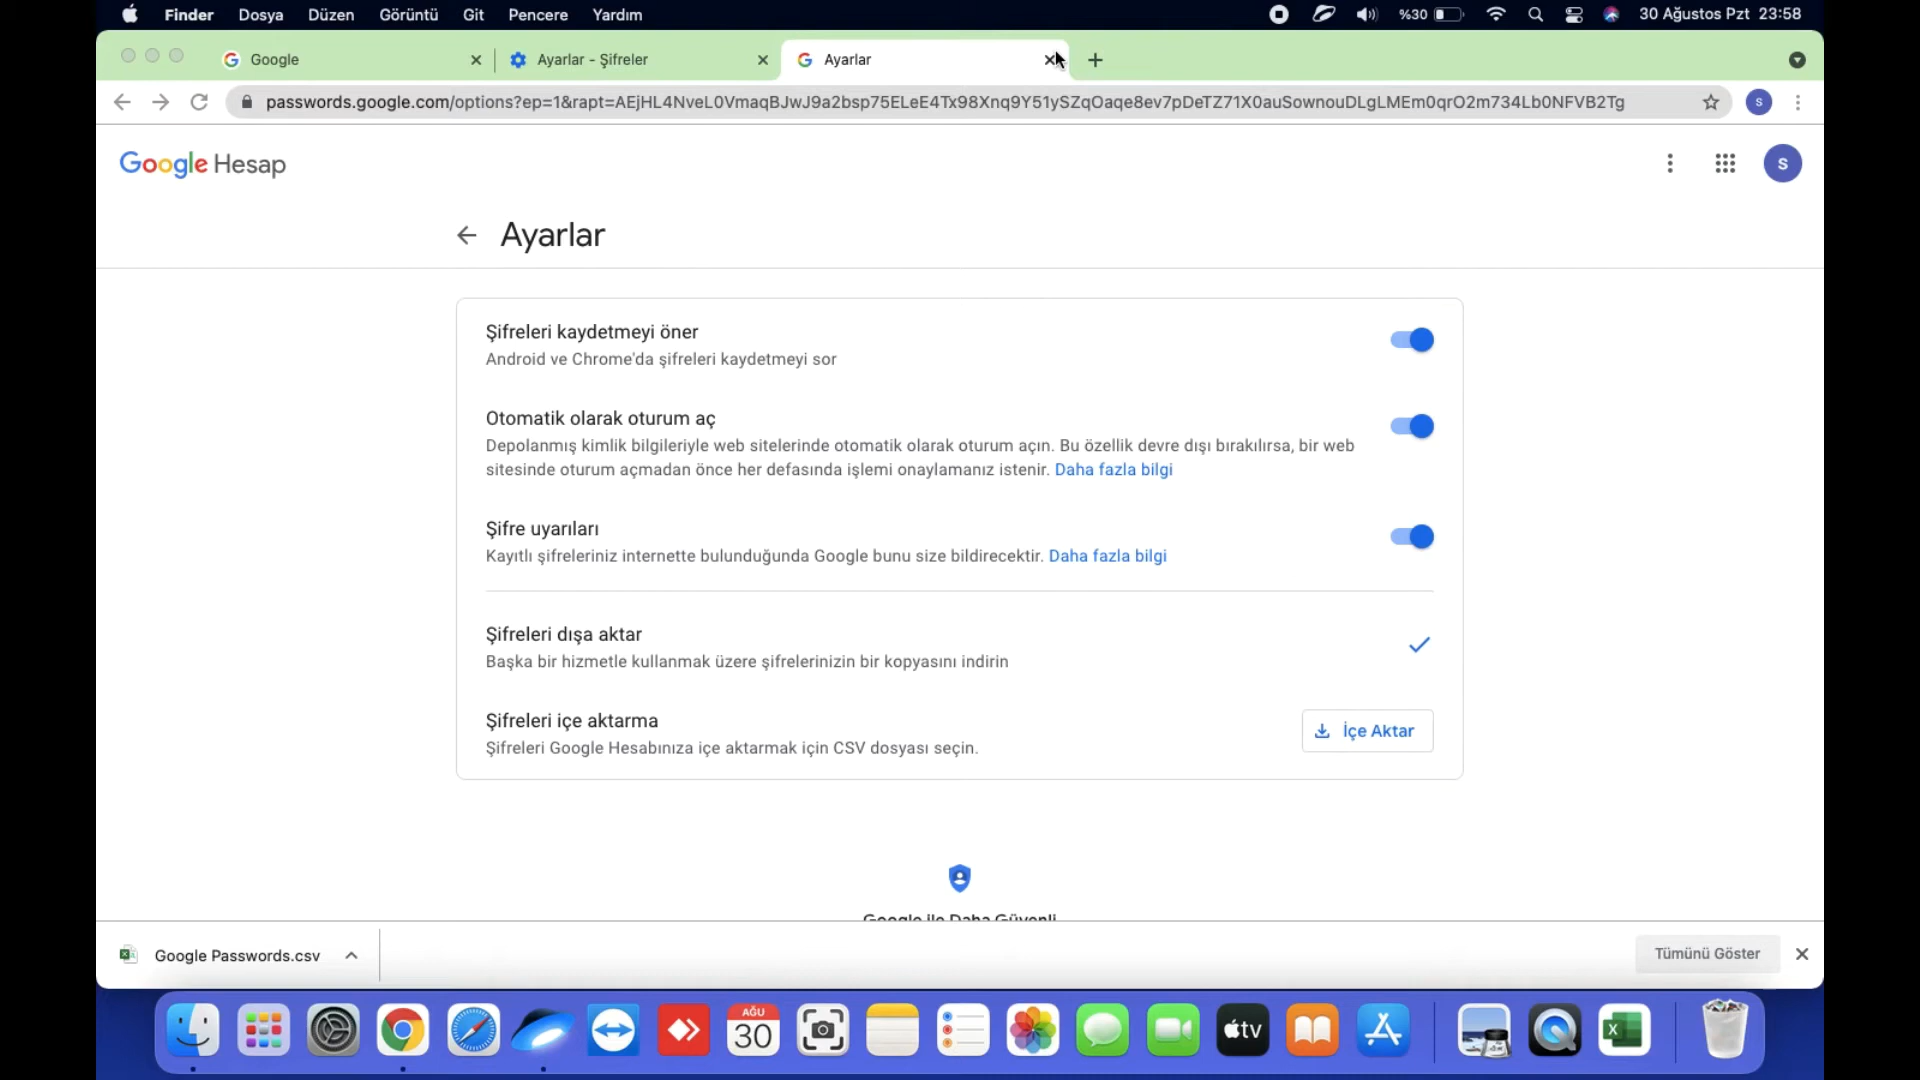 Finder Dosya Düzen Görüntü Git Pencere Yardım %30 30 Ağustos Pzt 23:58
Google Ayarlar - Şifreler Ayarlar
passwords.google.com/options?ep=1&rapt=AEjHL4NveL0VmaqBJwJ9a2bsp75ELeE4Tx98Xnq9Y51ySZqOaqe8ev7pDeTZ71X0auSownouDLgLMEm0qrO2m734Lb0NFVB2Tg S
Google Hesap S
Ayarlar
Şifreleri kaydetmeyi öner
Android ve Chrome'da şifreleri kaydetmeyi sor
Otomatik olarak oturum aç
Depolanmış kimlik bilgileriyle web sitelerinde otomatik olarak oturum açın. Bu özellik devre dışı bırakılırsa, bir web
sitesinde oturum açmadan önce her defasında işlemi onaylamanız istenir. Daha fazla bilgi
Şifre uyarıları
Kayıtlı şifreleriniz internette bulunduğunda Google bunu size bildirecektir. Daha fazla bilgi
Şifreleri dışa aktar
Başka bir hizmetle kullanmak üzere şifrelerinizin bir kopyasını indirin
Şifreleri içe aktarma
Şifreleri Google Hesabınıza içe aktarmak için CSV dosyası seçin.
İçe Aktar
Google ile Daha Güvenli
Google Passwords.csv
Tümünü Göster
AĞU
30
tv
X